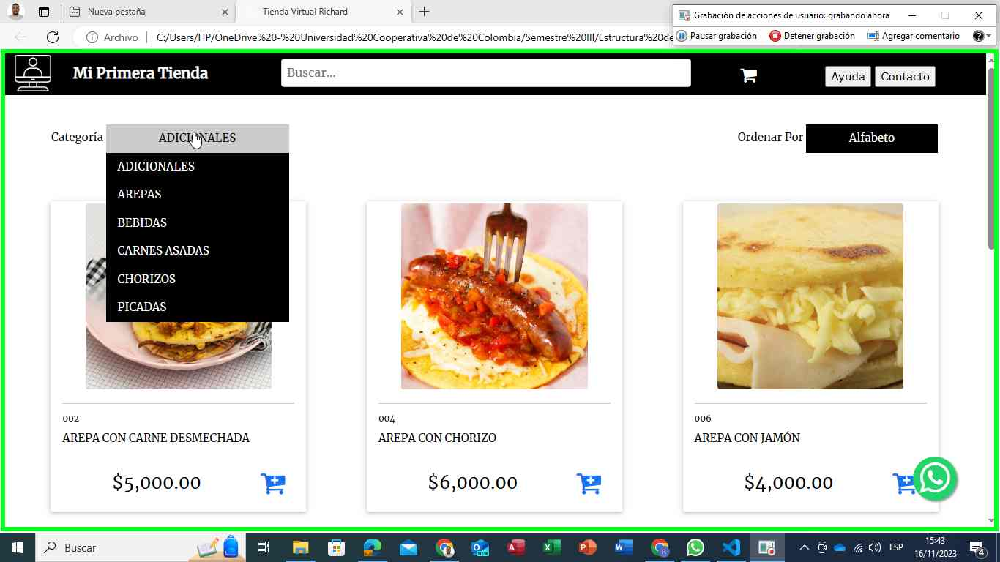 Nueva pestaña
Tienda Virtual Richard
Grabación de acciones de usuario: grabando ahora
Archivo
C:/Users/HP/OneDrive%20-%20Universidad%20Cooperativa%20de%20Colombia/Semestre%20III/Estructura%20de
Pausar grabación
Detener grabación
Agregar comentario
Mi Primera Tienda
Buscar...
Ayuda
Contacto
Categoría
ADICIONALES
Ordenar Por
Alfabeto
ADICIONALES
AREPAS
BEBIDAS
CARNES ASADAS
CHORIZOS
PICADAS
002
AREPA CON CARNE DESMECHADA
$5,000.00
004
AREPA CON CHORIZO
$6,000.00
006
AREPA CON JAMÓN
$4,000.00
Buscar
NEW
ESP
15:43
16/11/2023
4